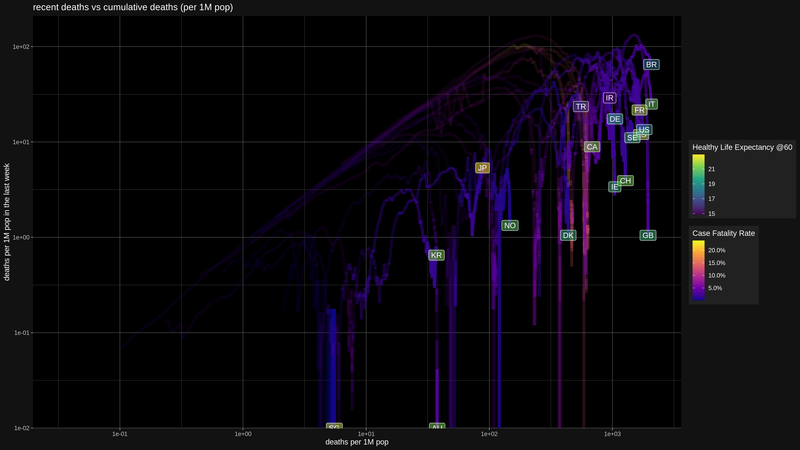 recent deaths vs cumulative deaths (per 1M pop)
1e+02
BR
IR
TR
FR
IT
DE
US
SE
1e+01
CA
JP
CH
IE
NO
1e+00
DK
GB
KR
1e-01
1e-02
SG
AU
1e-01
1e+00
1e+01
1e+02
1e+03
deaths per 1M pop
deaths per 1M pop in the last week
Healthy Life Expectancy @60
21
19
17
15
Case Fatality Rate
20.0%
15.0%
10.0%
5.0%